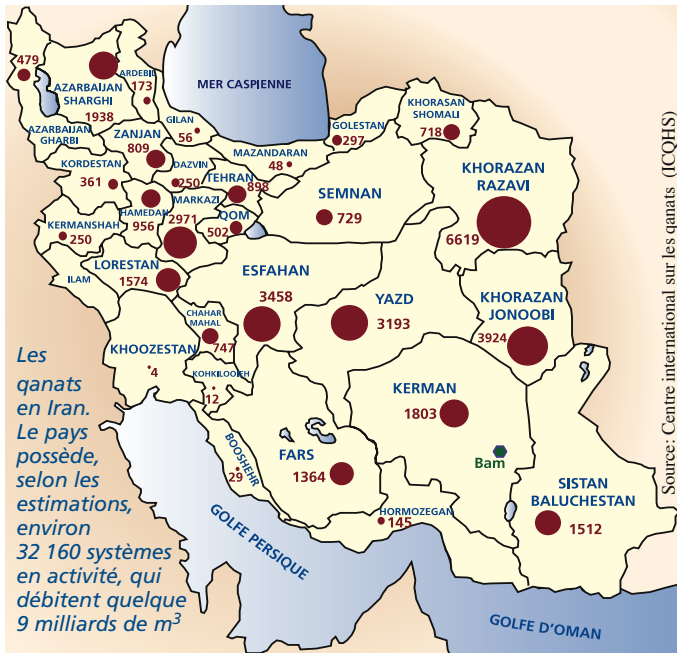 479
AZARBAIJAN
SHARGHI
1938
ARDEBIL
173
MER CASPIENNE
AZARBAIJAN
GHARBI
GILAN
56
ZANJAN
809
KHORASAN
SHOMALI
718
GOLESTAN
297
MAZANDARAN
48
KORDESTAN
361
DAZVIN
250
TEHRAN
898
HAMEDAN
956
MARKAZI
2971
QOM
502
SEMNAN
729
KHORAZAN
RAZAVI
6619
KERMANSHAH
250
ILAM
LORESTAN
1574
ESFAHAN
3458
YAZD
3193
KHORAZAN
JONOOBI
3924
CHAHAR
MAHAL
747
KHOOZESTAN
4
KOHKILOOIEH
12
KERMAN
1803
Bam
BOOSHEHR
29
FARS
1364
HORMOZEGAN
145
SISTAN
BALUCHESTAN
1512
GOLFE PERSIQUE
GOLFE D'OMAN
Les
qanats
en Iran.
Le pays
possède,
selon les
estimations,
environ
32 160 systèmes
en activité, qui
débitent quelque
9 milliards de m³
Source: Centre international sur les qanats (ICQHS)